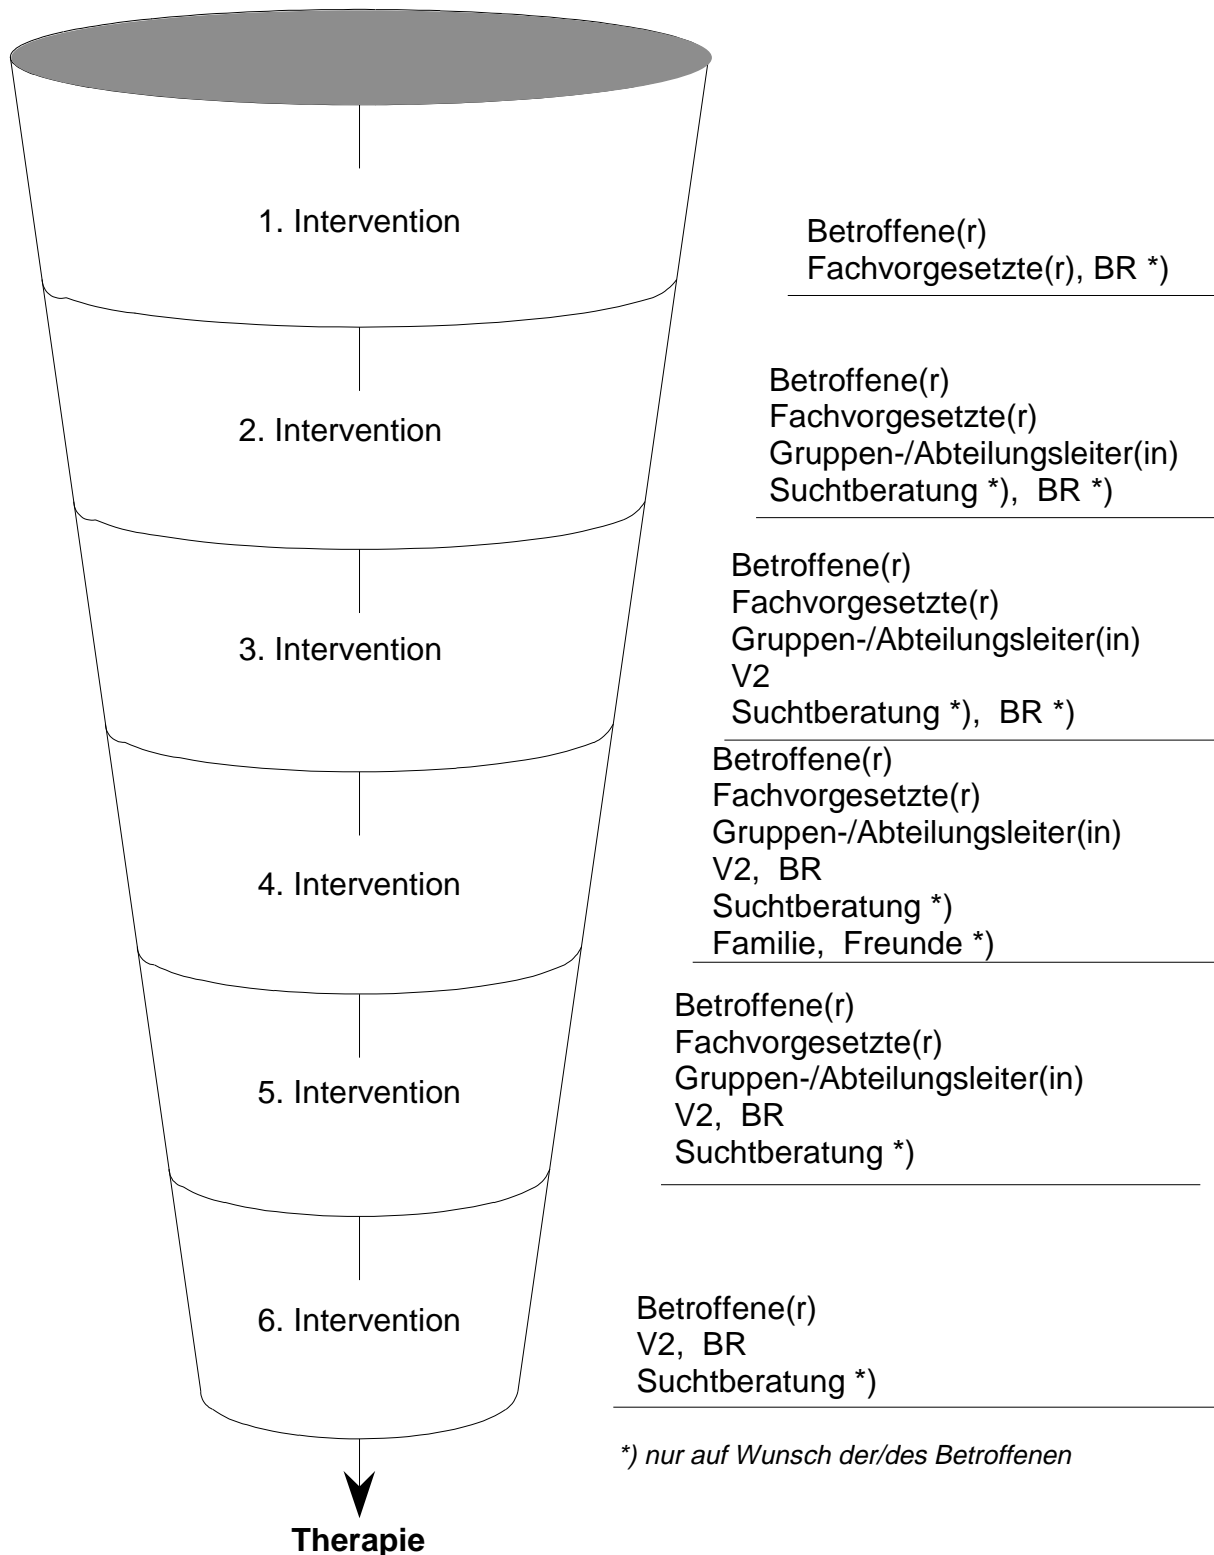 1. Intervention
Betroffene(r)
Fachvorgesetzte(r), BR *)
2. Intervention
Betroffene(r)
Fachvorgesetzte(r)
Gruppen-/Abteilungsleiter(in)
Suchtberatung *),  BR *)
3. Intervention
Betroffene(r)
Fachvorgesetzte(r)
Gruppen-/Abteilungsleiter(in)
V2
Suchtberatung *),  BR *)
4. Intervention
Betroffene(r)
Fachvorgesetzte(r)
Gruppen-/Abteilungsleiter(in)
V2,  BR
Suchtberatung *)
Familie,  Freunde *)
5. Intervention
Betroffene(r)
Fachvorgesetzte(r)
Gruppen-/Abteilungsleiter(in)
V2,  BR
Suchtberatung *)
6. Intervention
Betroffene(r)
V2,  BR
Suchtberatung *)
*) nur auf Wunsch der/des Betroffenen
Therapie